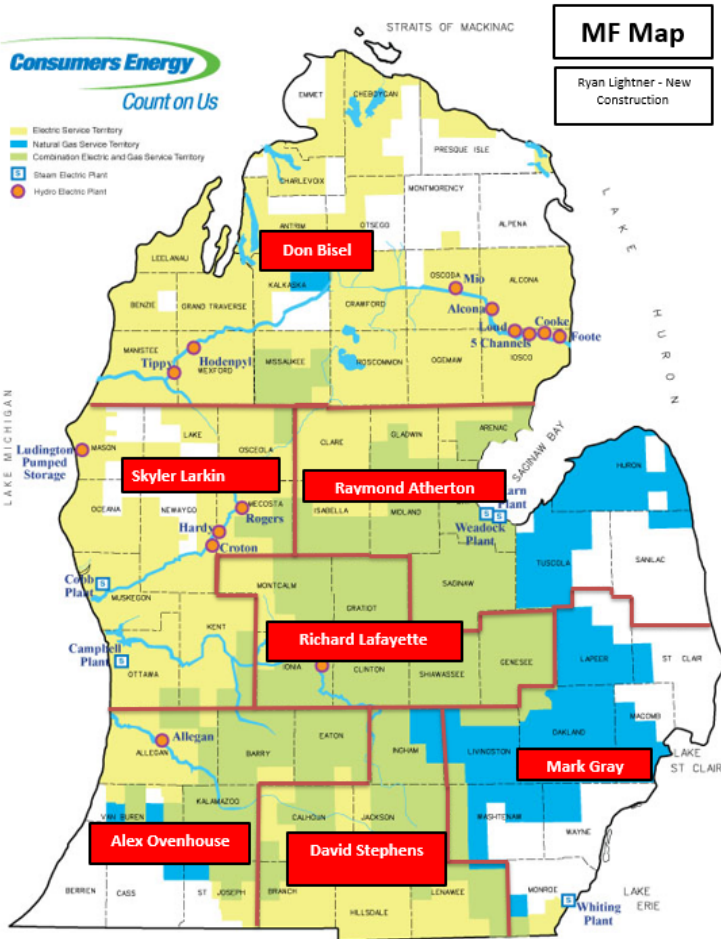 STRAITS OF MACKINAC
MF Map
Ryan Lightner - New
Construction
Consumers Energy
Count on Us
Electric Service Territory
Natural Gas Service Territory
Combination Electric and Gas Service Territory
S Steam Electric Plant
Hydro Electric Plant
EMMET
CHEBOYGAN
PRESQUE ISLE
CHARLEVOIX
MONTMORENCY
ANTRIM
OTSEGO
ALPENA
LAKE HURON
Don Bisel
LEELANAU
KALKASKA
OSCODA
Mio
ALCONA
BENZIE
GRAND TRAVERSE
CRAWFORD
Alcona
Loud
Cooke
5 Channels
Foote
MANISTEE
Hodenpyl
Tippy
WEXFORD
MISSAUKEE
ROSCOMMON
OGEMAW
IOSCO
LAKE MICHIGAN
Ludington
Pumped
Storage
MASON
LAKE
OSCEOLA
CLARE
GLADWIN
ARENAC
SAGINAW BAY
HURON
Skyler Larkin
Raymond Atherton
arn
Plant
OCEANA
NEWAYGO
MECOSTA
Rogers
ISABELLA
MIDLAND
Weadock
Plant
Hardy
Croton
TUSCOLA
SANILAC
Cobb
Plant
MUSKEGON
MONTCALM
GRATIOT
SAGINAW
KENT
Richard Lafayette
Campbell
Plant
OTTAWA
IONIA
CLINTON
SHIAWASSEE
GENESEE
LAPEER
ST CLAIR
MACOMB
Allegan
ALLEGAN
BARRY
EATON
INGHAM
LIVINGSTON
OAKLAND
Mark Gray
LAKE
ST CLAIR
VAN BUREN
KALAMAZOO
CALHOUN
JACKSON
WASHTENAW
WAYNE
Alex Ovenhouse
David Stephens
BERRIEN
CASS
ST JOSEPH
BRANCH
HILLSDALE
LENAWEE
MONROE
LAKE
ERIE
Whiting
Plant